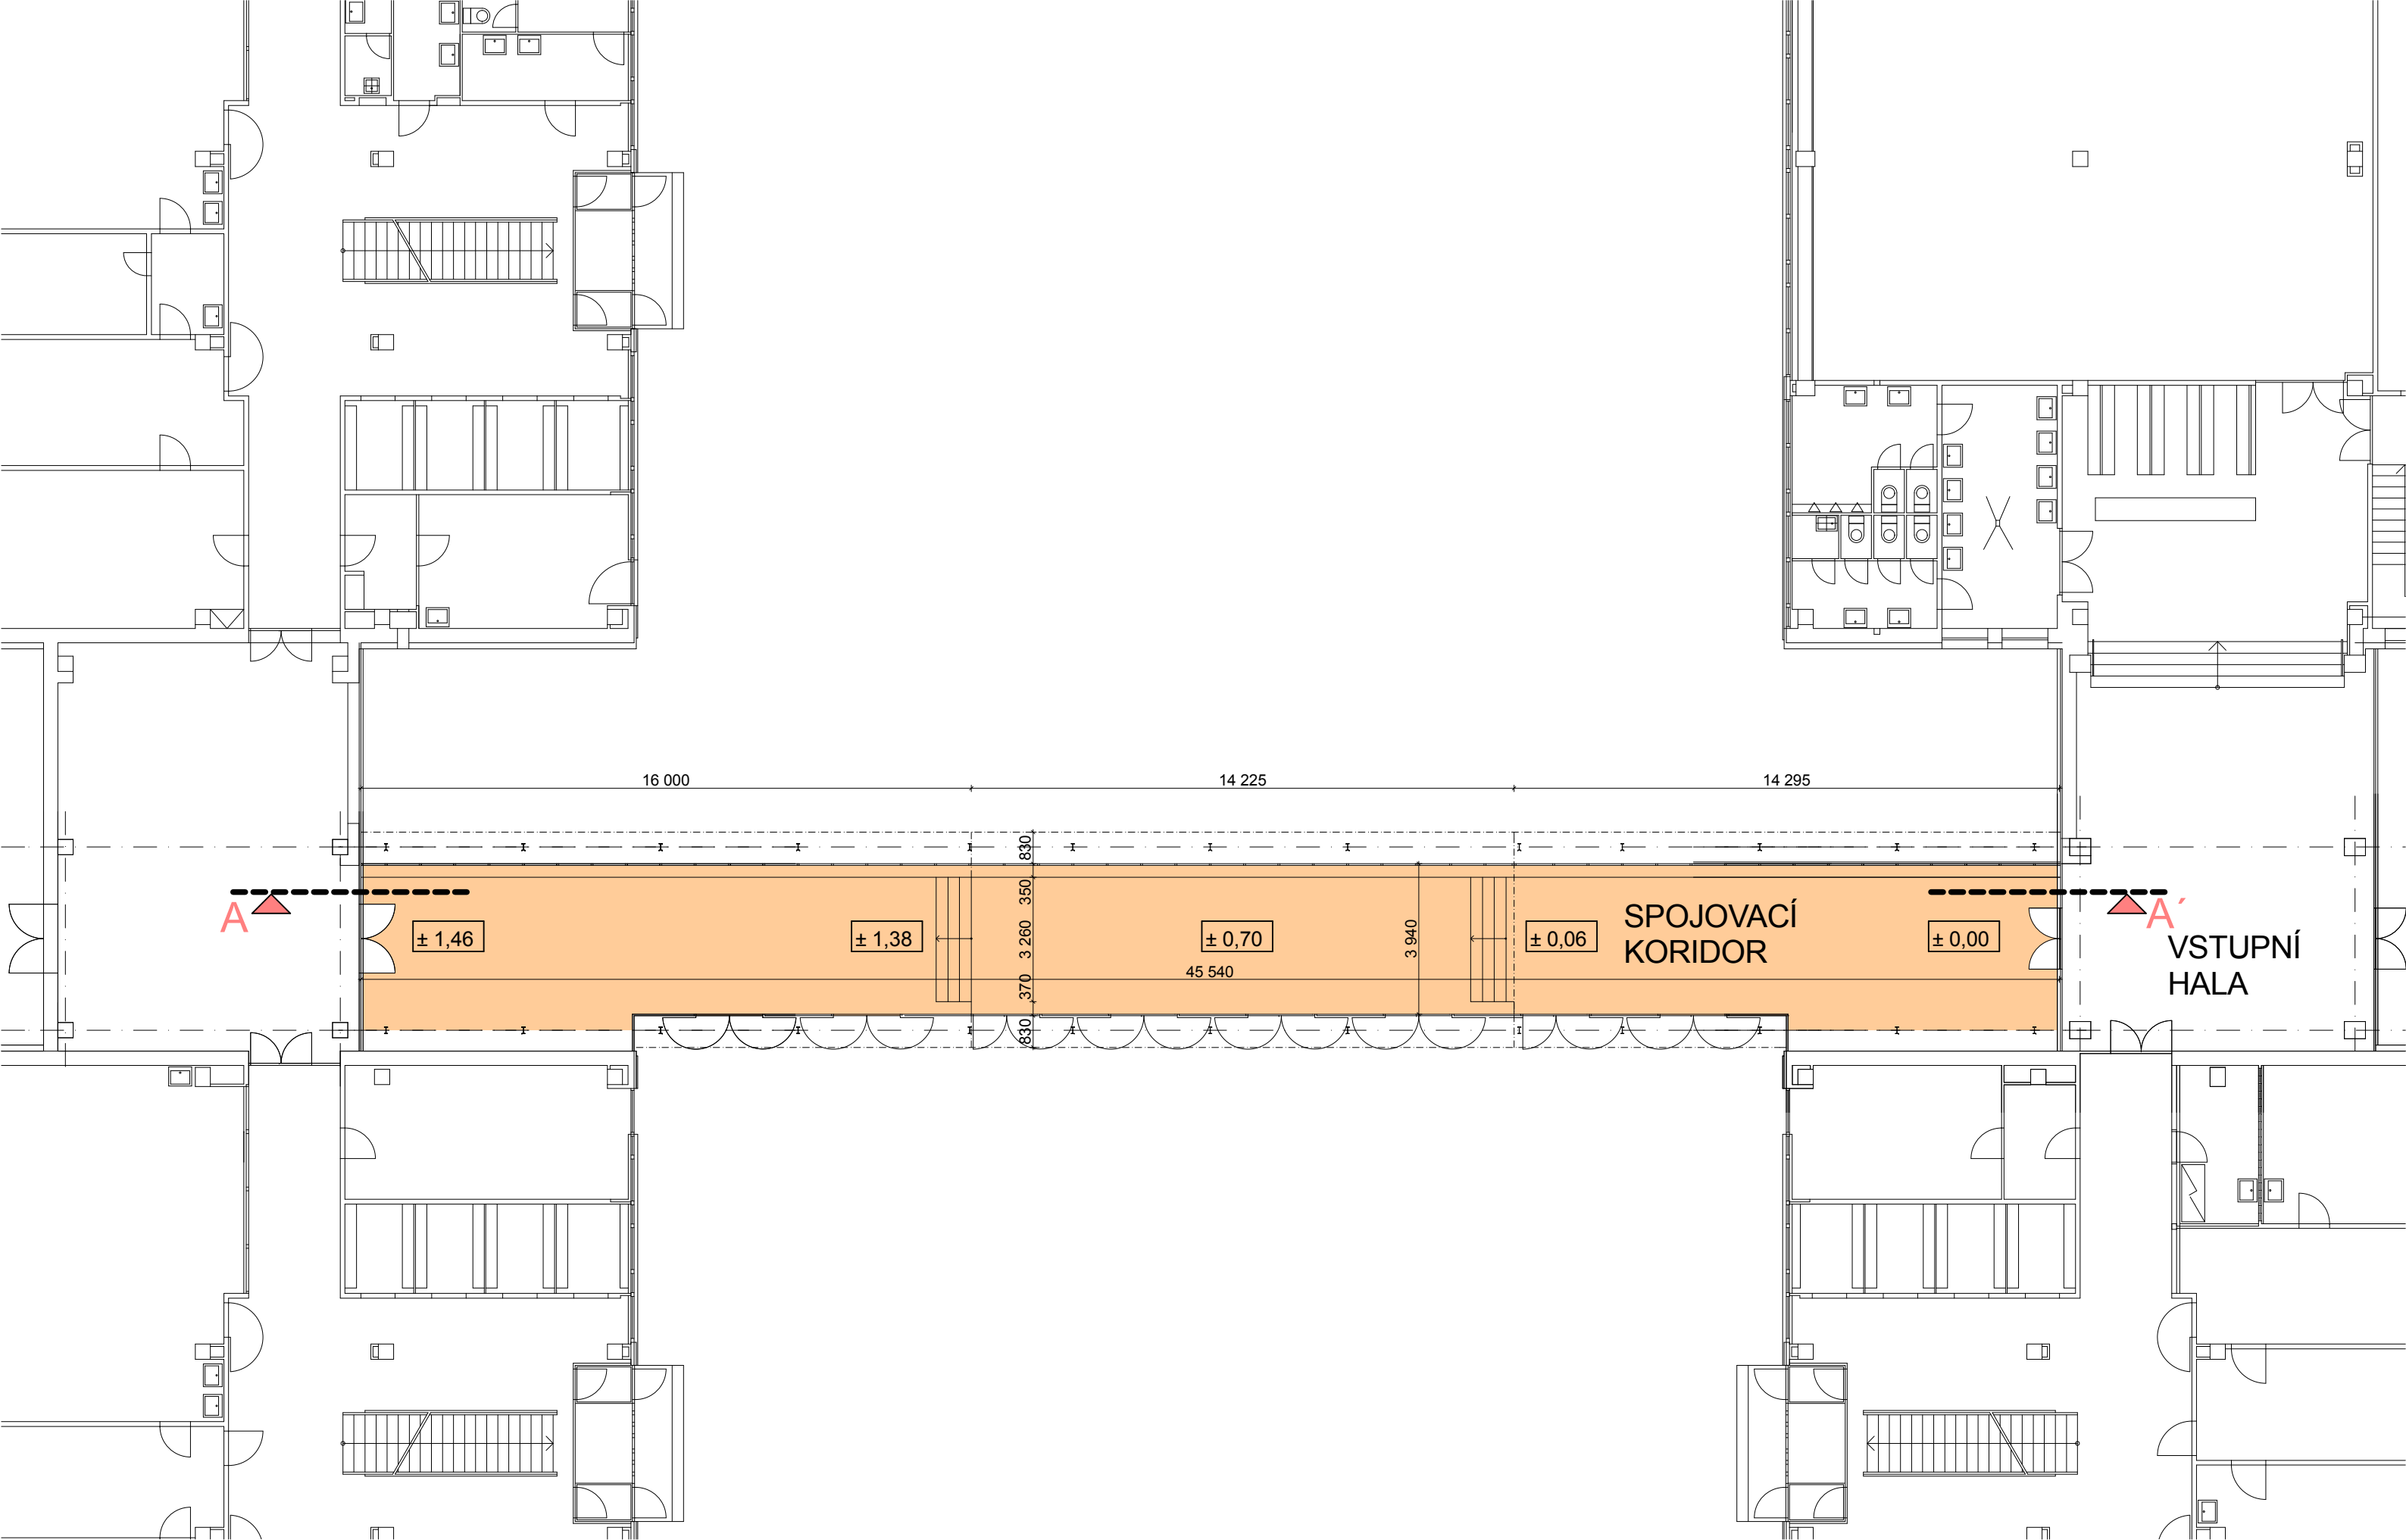 16 000
14 225
14 295
830
350
3 260
370
830
3 940
45 540
A
± 1,46
± 1,38
± 0,70
± 0,06
SPOJOVACÍ
KORIDOR
± 0,00
A´
VSTUPNÍ
HALA